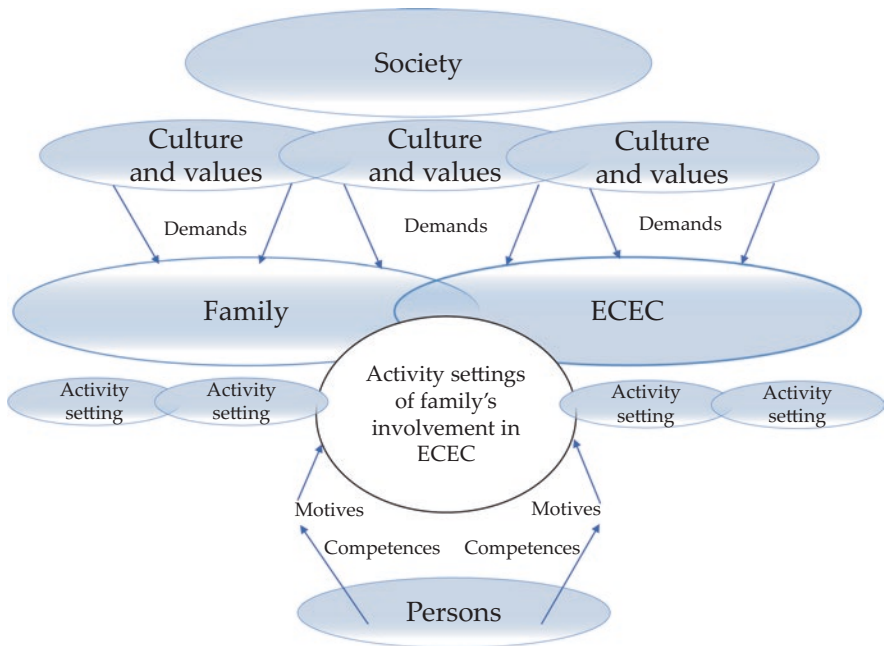 Society
Culture
and values
Culture
and values
Culture
and values
Demands
Demands
Demands
Family
ECEC
Activity settings
of family's
involvement in
ECEC
Activity
setting
Activity
setting
Activity
setting
Activity
setting
Motives
Motives
Competences
Competences
Persons